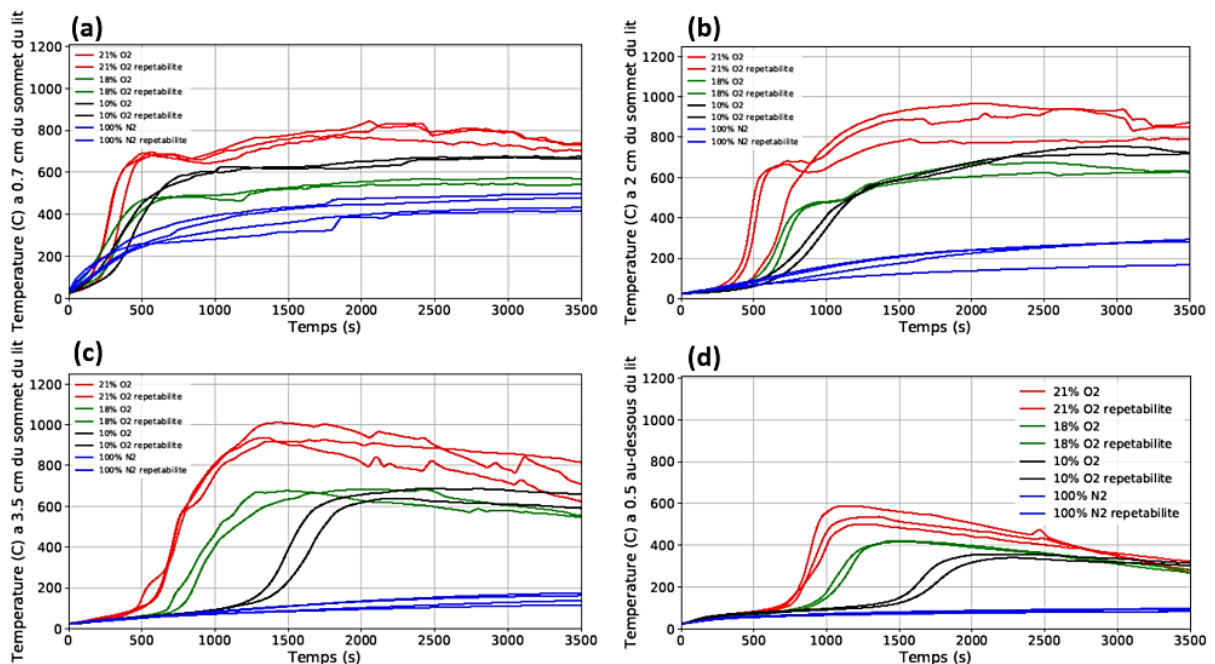 (a)
Temperature (C) a 0.7 cm du sommet du lit
1200
1000
800
600
400
200
0
21% O2
21% O2 repetabilite
18% O2
18% O2 repetabilite
10% O2
10% O2 repetabilite
100% N2
100% N2 repetabilite
0 500 1000 1500 2000 2500 3000 3500
Temps (s)
(b)
Temperature (C) a 2 cm du sommet du lit
1200
1000
800
600
400
200
0
21% O2
21% O2 repetabilite
18% O2
18% O2 repetabilite
10% O2
10% O2 repetabilite
100% N2
100% N2 repetabilite
0 500 1000 1500 2000 2500 3000 3500
Temps (s)
(c)
Temperature (C) a 3.5 cm du sommet du lit
1200
1000
800
600
400
200
0
21% O2
21% O2 repetabilite
18% O2
18% O2 repetabilite
10% O2
10% O2 repetabilite
100% N2
100% N2 repetabilite
0 500 1000 1500 2000 2500 3000 3500
Temps (s)
(d)
Temperature (C) a 0.5 au-dessous du lit
1200
1000
800
600
400
200
0
21% O2
21% O2 repetabilite
18% O2
18% O2 repetabilite
10% O2
10% O2 repetabilite
100% N2
100% N2 repetabilite
0 500 1000 1500 2000 2500 3000 3500
Temps (s)